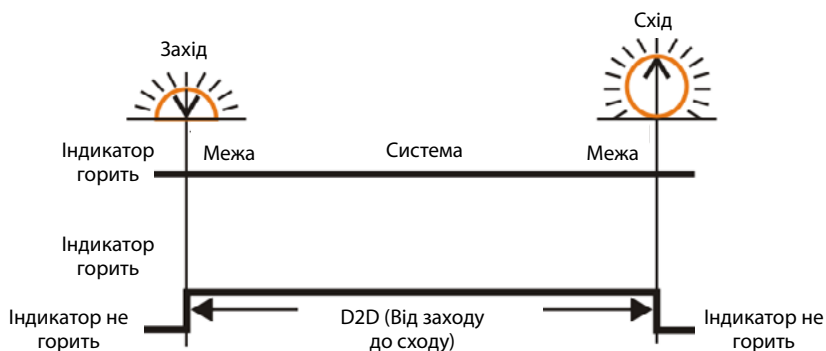 Захід
Схід
Індикатор
горить
Межа
Система
Межа
Індикатор
горить
Індикатор не
горить
D2D (Від заходу
до сходу)
Індикатор не
горить